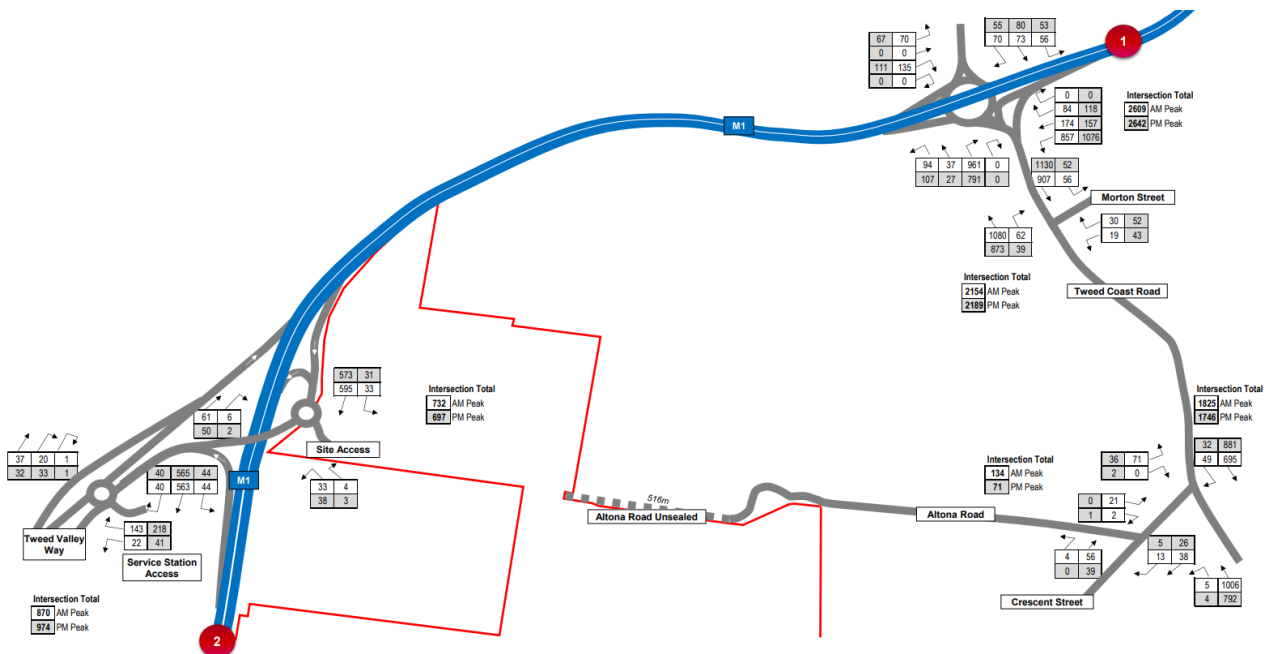 55 80 53
70 73 56
67 70
0 0
111 135
0 0
1
M1
0 0
84 118
174 157
857 1076
Intersection Total
2609 AM Peak
2642 PM Peak
94 37 961 0
107 27 791 0
1130 52
907 56
Morton Street
30 52
19 43
1080 62
873 39
Intersection Total
2154 AM Peak
2189 PM Peak
Tweed Coast Road
573 31
595 33
Intersection Total
732 AM Peak
697 PM Peak
61 6
50 2
Site Access
37 20 1
32 33 1
40 565 44
40 563 44
M1
33 4
38 3
143 218
22 41
Tweed Valley
Way
Service Station
Access
Intersection Total
870 AM Peak
974 PM Peak
2
516m
Altona Road Unsealed
Altona Road
Intersection Total
1825 AM Peak
1746 PM Peak
32 881
49 695
36 71
2 0
Intersection Total
134 AM Peak
71 PM Peak
0 21
1 2
5 26
13 38
4 56
0 39
5 1006
4 792
Crescent Street